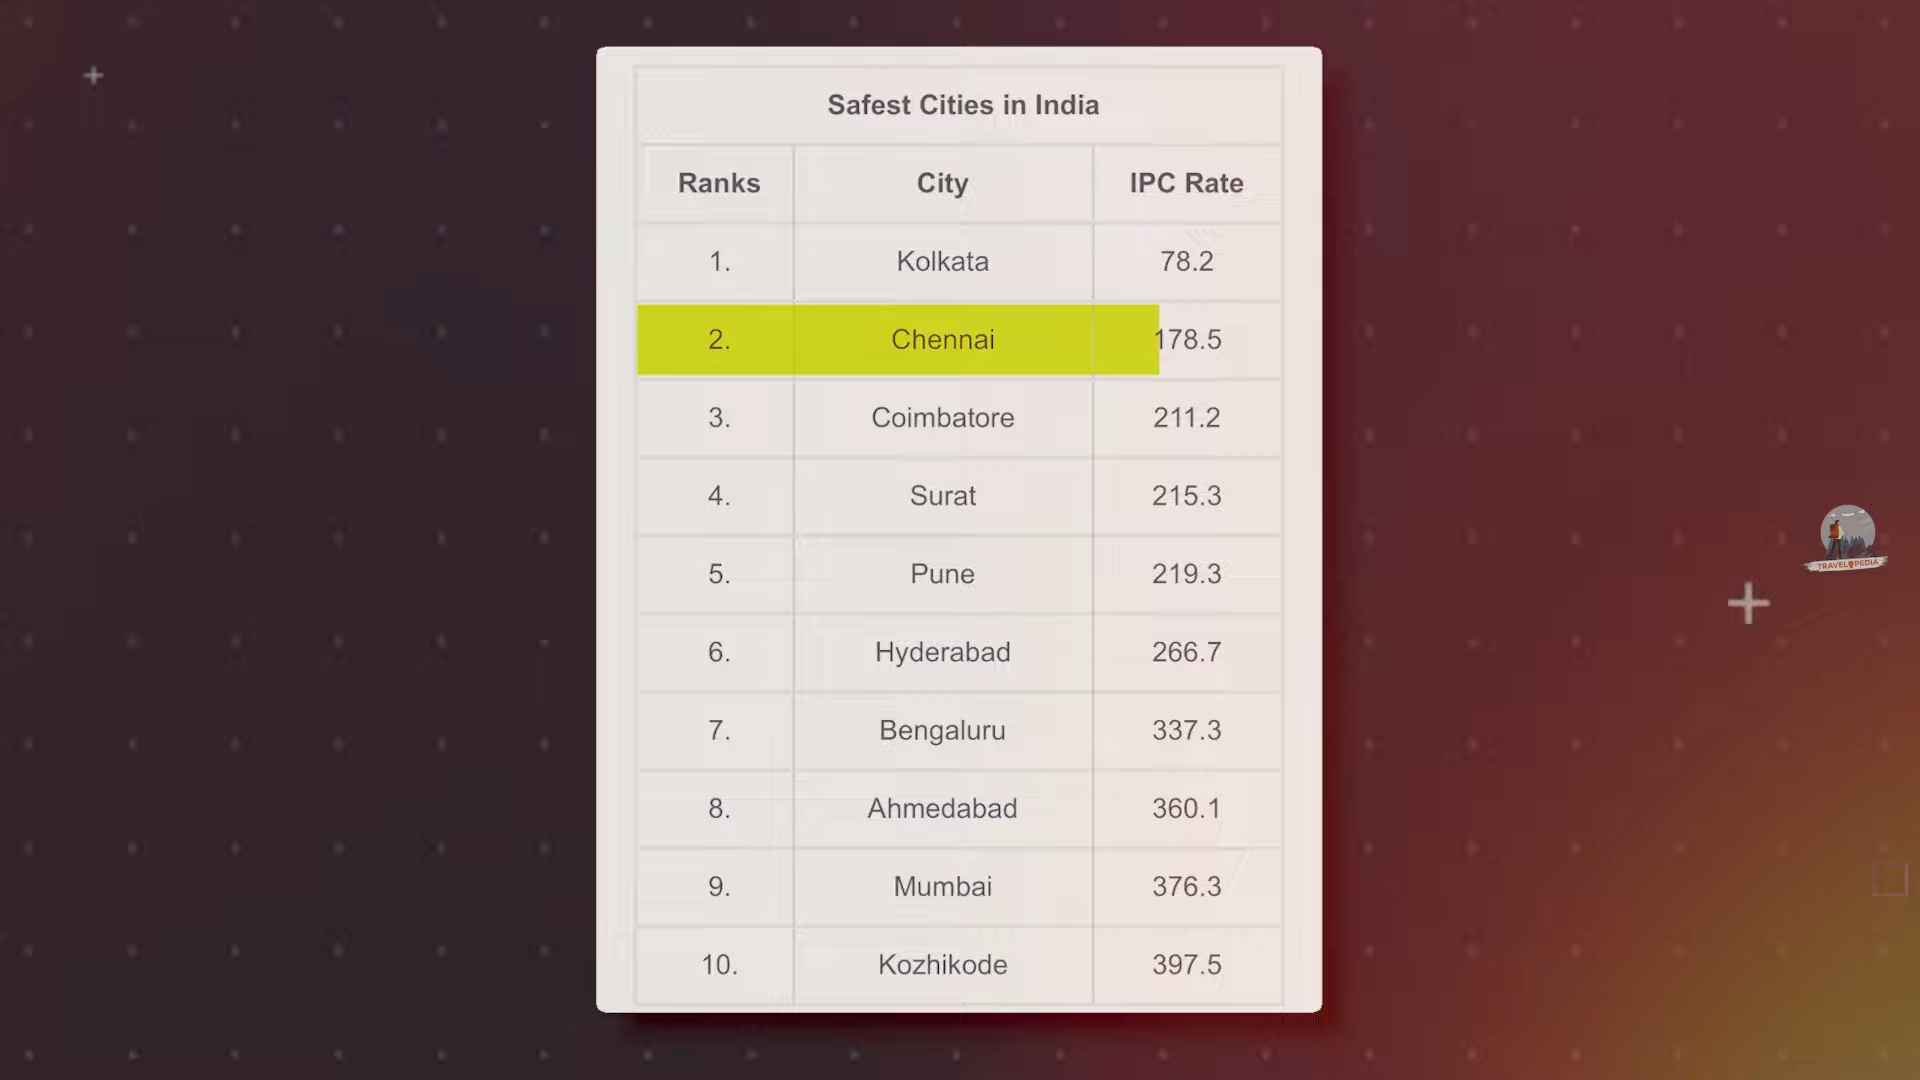 Safest Cities in India
Ranks City IPC Rate
1. Kolkata 78.2
2. Chennai 178.5
3. Coimbatore 211.2
4. Surat 215.3
5. Pune 219.3
6. Hyderabad 266.7
7. Bengaluru 337.3
8. Ahmedabad 360.1
9. Mumbai 376.3
10. Kozhikode 397.5
TRAVELOPEDIA